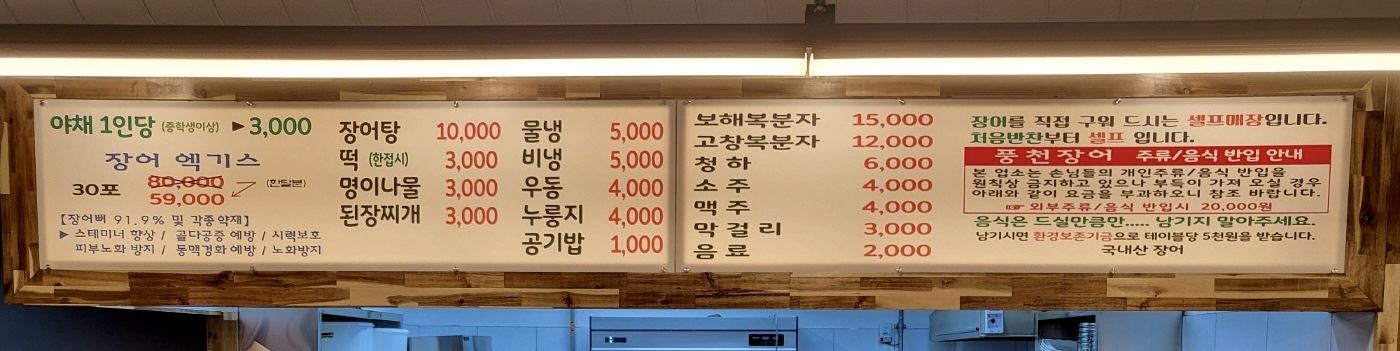 야채 1인당 (중학생이상) ▶ 3,000
장어 엑기스
30포 80,000 (한달분)
59,000
【장어뼈 91.9% 및 각종약재】
▶ 스테미너 향상 / 골다공증 예방 / 시력보호
피부노화 방지 / 동맥경화 예방 / 노화방지
장어탕 10,000
떡 (한접시) 3,000
명이나물 3,000
된장찌개 3,000
물냉 5,000
비냉 5,000
우동 4,000
누룽지 4,000
공기밥 1,000
보해복분자 15,000
고창복분자 12,000
청하 6,000
소주 4,000
맥주 4,000
막걸리 3,000
음료 2,000
장어를 직접 구워 드시는 셀프매장입니다.
처음반찬부터 셀프 입니다.
풍천장어 주류/음식 반입 안내
본 업소는 손님들의 개인주류/음식 반입을
원칙상 금지하고 있으나 부득이 가져 오실 경우
아래와 같이 요금을 부과하오니 참조 바랍니다.
☞ 외부주류/음식 반입시 20,000원
음식은 드실만큼만..... 남기지 말아주세요.
남기시면 환경보존기금으로 테이블당 5천원을 받습니다.
국내산 장어